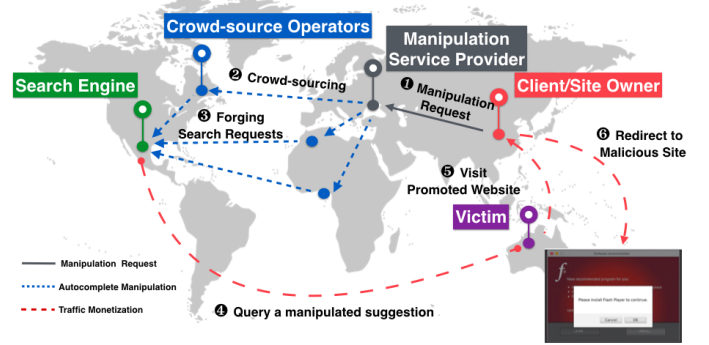 Crowd-source Operators
Manipulation
Service Provider
Search Engine
Client/Site Owner
❷ Crowd-sourcing
❶ Manipulation
Request
❸ Forging
Search Requests
❻ Redirect to
Malicious Site
❺ Visit
Promoted Website
Victim
Manipulation Request
Autocomplete Manipulation
Traffic Monetization
❹ Query a manipulated suggestion
Please install Flash Player to continue.
Cancel
OK